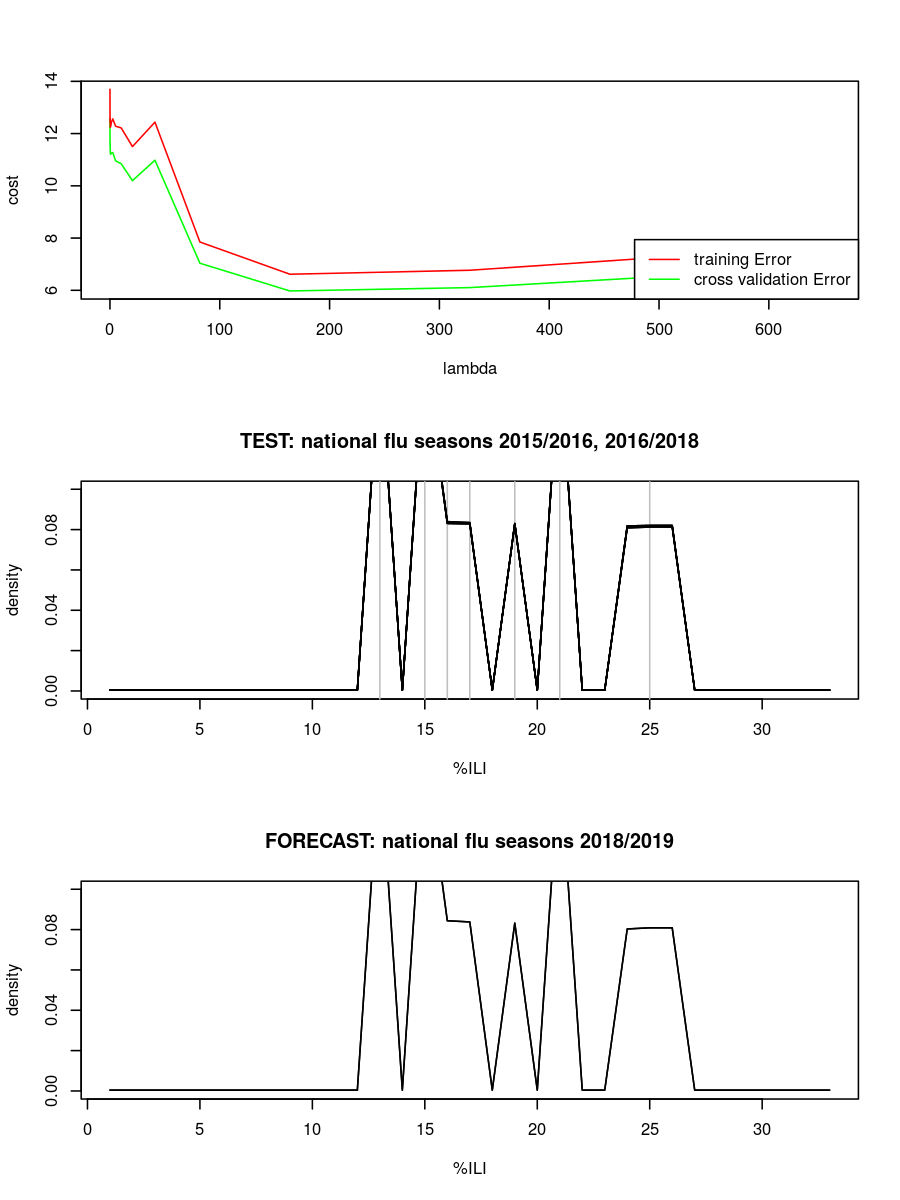 14
12
10
8
6
cost
training Error
cross validation Error
0 100 200 300 400 500 600
lambda
TEST: national flu seasons 2015/2016, 2016/2018
0.08
0.04
0.00
density
0 5 10 15 20 25 30
%ILI
FORECAST: national flu seasons 2018/2019
0.08
0.04
0.00
density
0 5 10 15 20 25 30
%ILI